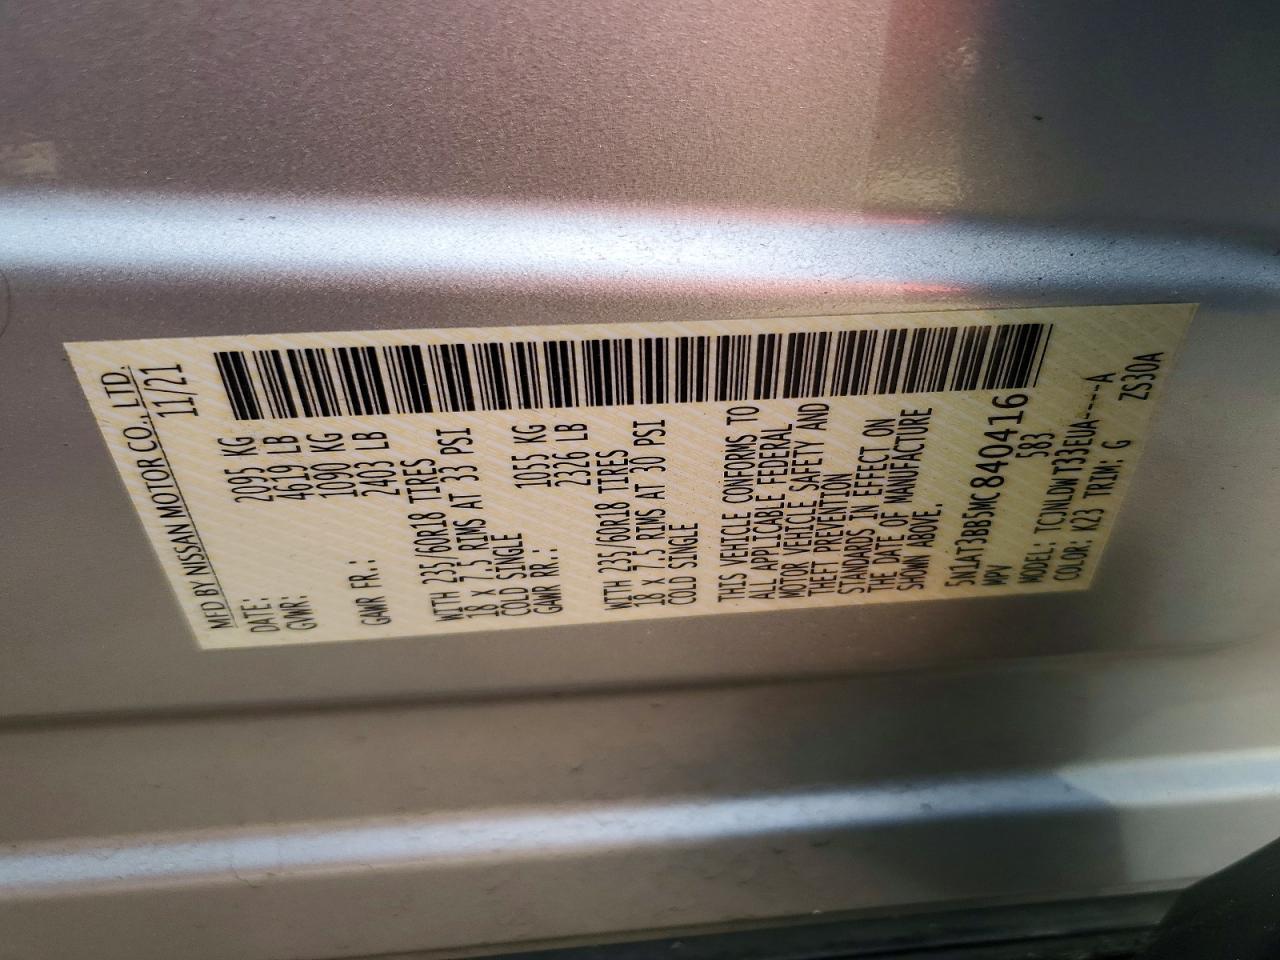 MFD BY NISSAN MOTOR CO., LTD.
DATE: 11/21
GVWR: 2095 KG
4619 LB
GAWR FR.: 1090 KG
2403 LB
WITH 235/60R18 TIRES
18 X 7.5 RIMS AT 33 PSI
COLD SINGLE
GAWR RR.: 1055 KG
2326 LB
WITH 235/60R18 TIRES
18 X 7.5 RIMS AT 30 PSI
COLD SINGLE
THIS VEHICLE CONFORMS TO
ALL APPLICABLE FEDERAL
MOTOR VEHICLE SAFETY AND
THEFT PREVENTION
STANDARDS IN EFFECT ON
THE DATE OF MANUFACTURE
SHOWN ABOVE.
5N1AT3BB5MC840416
MPV 583
MODEL: TCJNLDWT33EUA----A
COLOR: K23 TRIM: G ZS30A